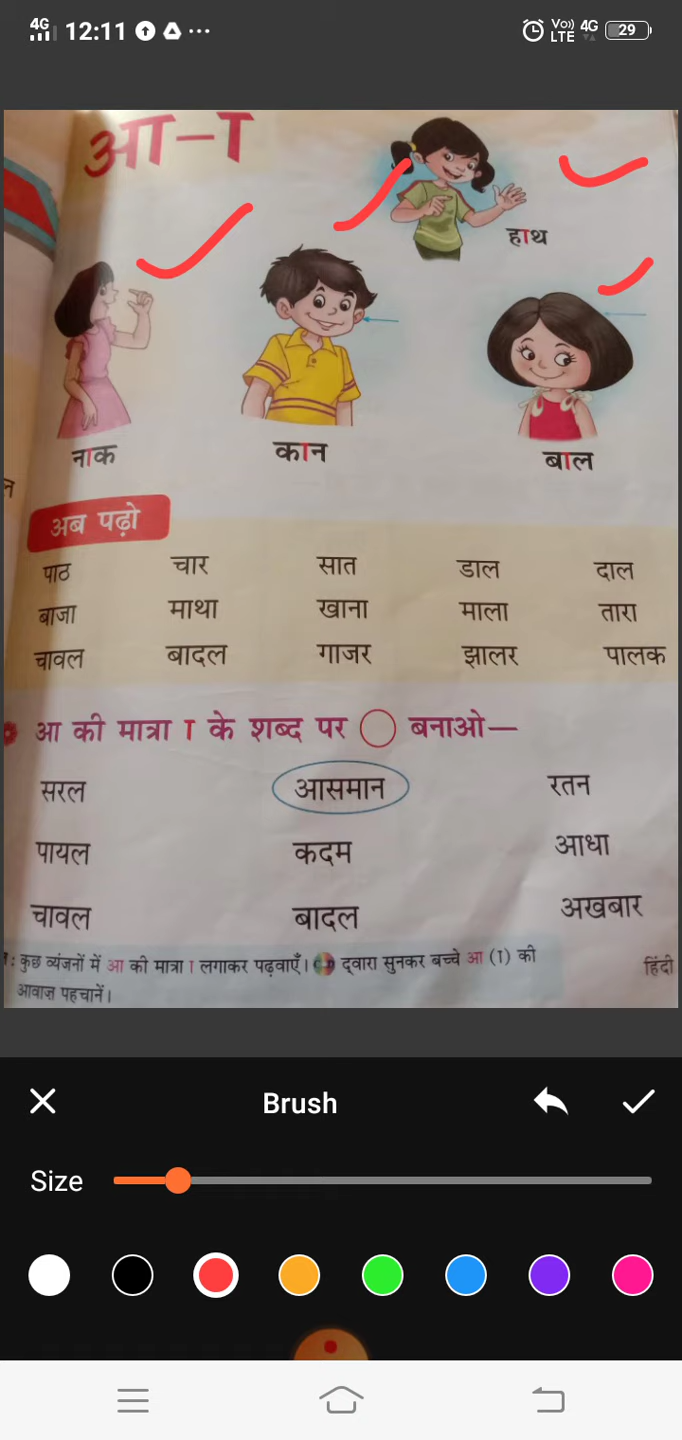 4G 12:11 ... Vo) LTE 4G 29
आ–ा
हाथ
नाक कान बाल
अब पढ़ो
पाठ चार सात डाल दाल
बाजा माथा खाना माला तारा
चावल बादल गाजर झालर पालक
आ की मात्रा ा के शब्द पर ◯ बनाओ—
सरल आसमान रतन
पायल कदम आधा
चावल बादल अखबार
: कुछ व्यंजनों में आ की मात्रा ा लगाकर पढ़वाएँ। द्वारा सुनकर बच्चे आ (ा) की
आवाज़ पहचानें।
हिंदी
Brush
Size